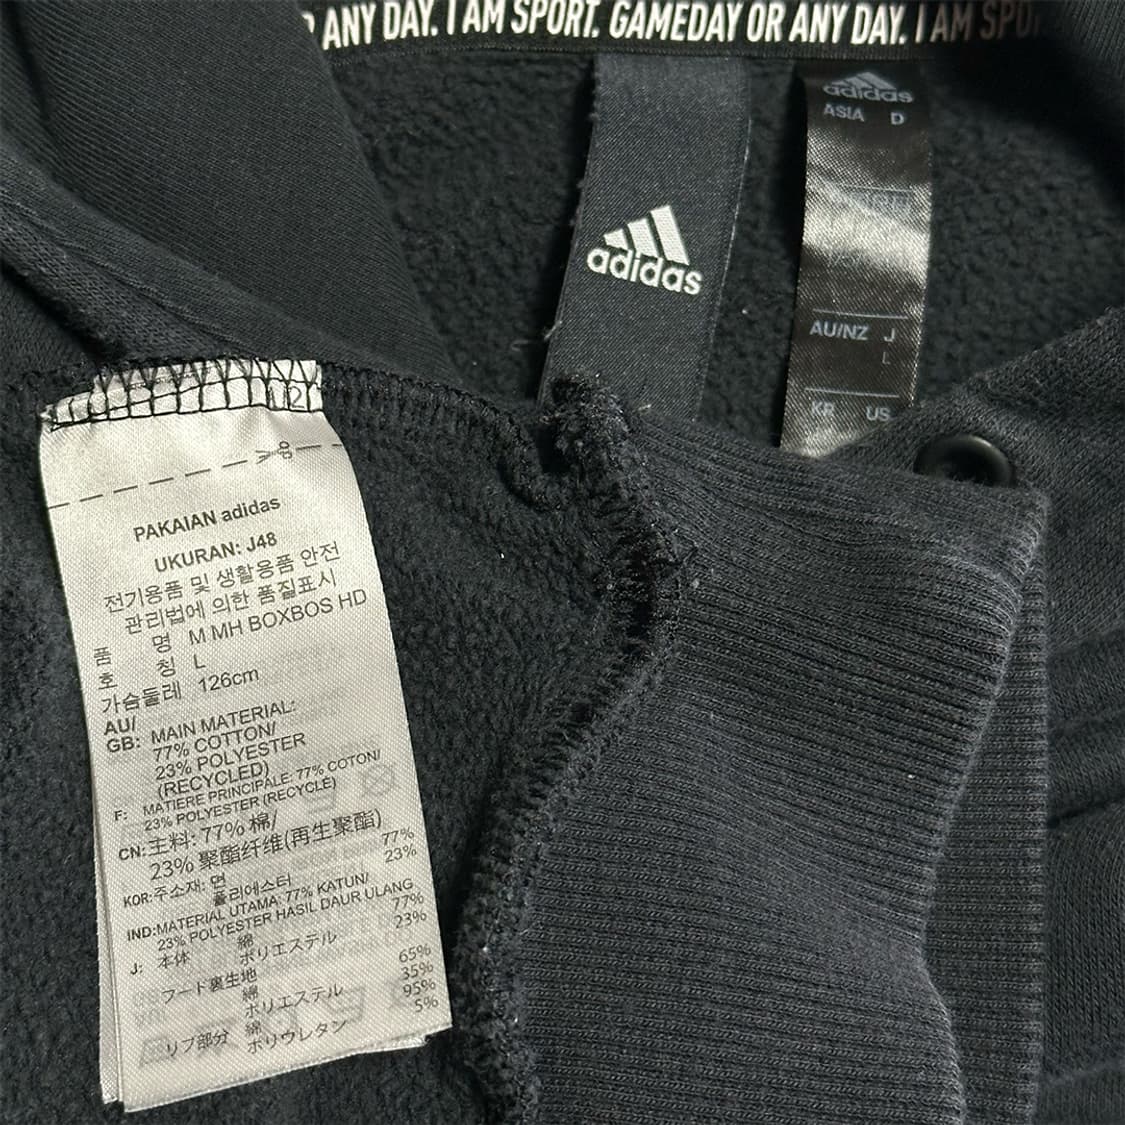 ANY DAY. I AM SPORT. GAMEDAY OR ANY DAY. I AM
adidas
adidas
ASIA D
AU/NZ J
L
KR US
12
PAKAIAN adidas
UKURAN: J48
전기용품 및 생활용품 안전
관리법에 의한 품질표시
품 명 M MH BOXBOS HD
호 칭 L
가슴둘레 126cm
AU/
GB: MAIN MATERIAL:
77% COTTON/
23% POLYESTER
(RECYCLED)
F: MATIERE PRINCIPALE: 77% COTON/
23% POLYESTER (RECYCLÉ)
CN: 主料: 77% 棉/
23% 聚酯纤维(再生聚酯)
KOR: 주소재: 면 77%
폴리에스터 23%
IND: MATERIAL UTAMA: 77% KATUN/
23% POLYESTER HASIL DAUR ULANG
J: 本体 綿 77%
ポリエステル 23%
フード裏生地
綿 65%
ポリエステル 35%
リブ部分 綿 95%
ポリウレタン 5%